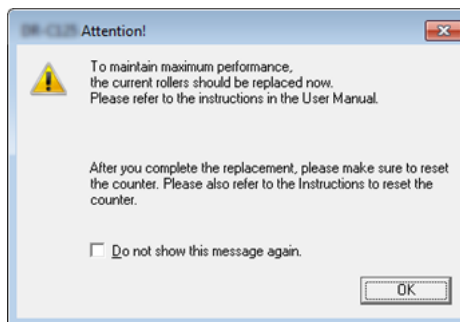 Attention!
To maintain maximum performance,
the current rollers should be replaced now.
Please refer to the instructions in the User Manual.
After you complete the replacement, please make sure to reset
the counter. Please also refer to the Instructions to reset the
counter.
Do not show this message again.
OK